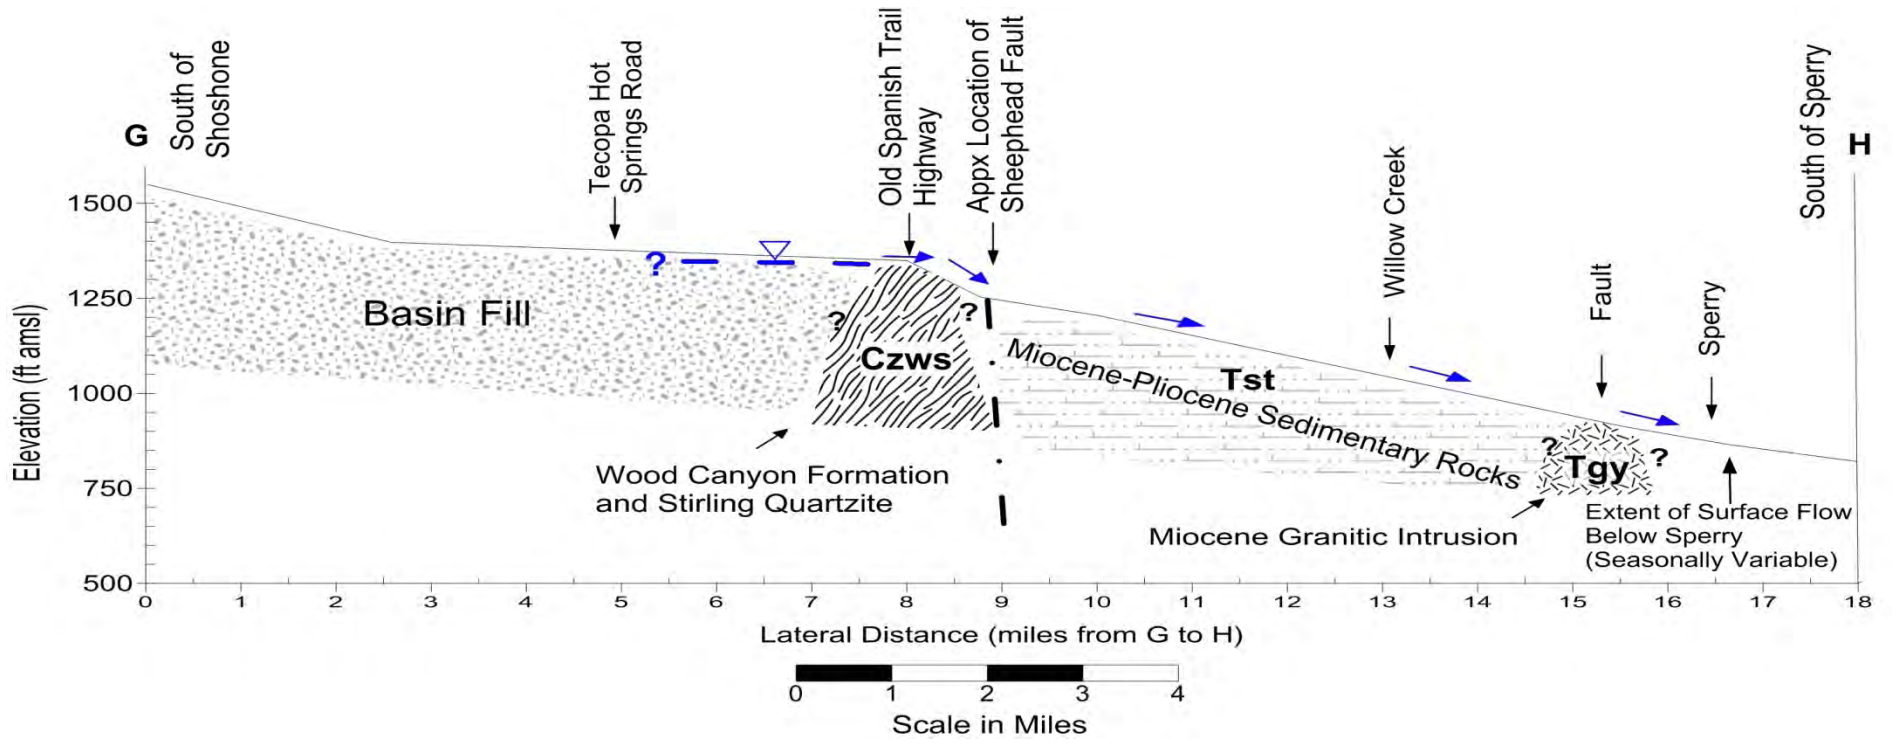 G
South of
Shoshone
Tecopa Hot
Springs Road
Old Spanish Trail
Highway
Appx Location of
Sheephead Fault
Willow Creek
Fault
Sperry
South of Sperry
H
Elevation (ft amsl)
1500
1250
1000
750
500
?
Basin Fill
?
Czws
?
Wood Canyon Formation
and Stirling Quartzite
Tst
Miocene-Pliocene Sedimentary Rocks
?
Tgy
?
Miocene Granitic Intrusion
Extent of Surface Flow
Below Sperry
(Seasonally Variable)
0 1 2 3 4 5 6 7 8 9 10 11 12 13 14 15 16 17 18
Lateral Distance (miles from G to H)
0 1 2 3 4
Scale in Miles